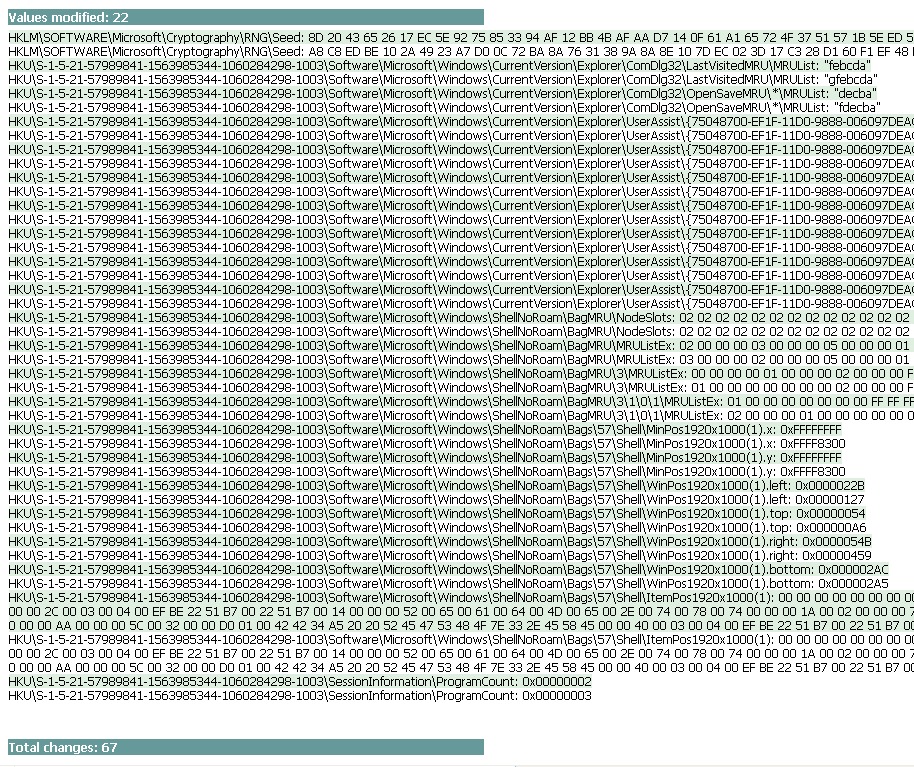 Values modified: 22
HKLM\SOFTWARE\Microsoft\Cryptography\RNG\Seed: 8D 20 43 65 26 17 EC 5E 92 75 85 33 94 AF 12 BB 4B AF AA D7 14 0F 61 A1 65 72 4F 37 51 57 1B 5E ED 5
HKLM\SOFTWARE\Microsoft\Cryptography\RNG\Seed: A8 C8 ED BE 10 2A 49 23 A7 D0 0C 72 BA 8A 76 31 38 9A 8A 8E 10 7D EC 02 3D 17 C3 28 D1 60 F1 EF 48
HKU\S-1-5-21-57989841-1563985344-1060284298-1003\Software\Microsoft\Windows\CurrentVersion\Explorer\ComDlg32\LastVisitedMRU\MRUList: "febcda"
HKU\S-1-5-21-57989841-1563985344-1060284298-1003\Software\Microsoft\Windows\CurrentVersion\Explorer\ComDlg32\LastVisitedMRU\MRUList: "gfebcda"
HKU\S-1-5-21-57989841-1563985344-1060284298-1003\Software\Microsoft\Windows\CurrentVersion\Explorer\ComDlg32\OpenSaveMRU\*\MRUList: "decba"
HKU\S-1-5-21-57989841-1563985344-1060284298-1003\Software\Microsoft\Windows\CurrentVersion\Explorer\ComDlg32\OpenSaveMRU\*\MRUList: "fdecba"
HKU\S-1-5-21-57989841-1563985344-1060284298-1003\Software\Microsoft\Windows\CurrentVersion\Explorer\UserAssist\{75048700-EF1F-11D0-9888-006097DEAC
HKU\S-1-5-21-57989841-1563985344-1060284298-1003\Software\Microsoft\Windows\CurrentVersion\Explorer\UserAssist\{75048700-EF1F-11D0-9888-006097DEAC
HKU\S-1-5-21-57989841-1563985344-1060284298-1003\Software\Microsoft\Windows\CurrentVersion\Explorer\UserAssist\{75048700-EF1F-11D0-9888-006097DEAC
HKU\S-1-5-21-57989841-1563985344-1060284298-1003\Software\Microsoft\Windows\CurrentVersion\Explorer\UserAssist\{75048700-EF1F-11D0-9888-006097DEAC
HKU\S-1-5-21-57989841-1563985344-1060284298-1003\Software\Microsoft\Windows\CurrentVersion\Explorer\UserAssist\{75048700-EF1F-11D0-9888-006097DEAC
HKU\S-1-5-21-57989841-1563985344-1060284298-1003\Software\Microsoft\Windows\CurrentVersion\Explorer\UserAssist\{75048700-EF1F-11D0-9888-006097DEAC
HKU\S-1-5-21-57989841-1563985344-1060284298-1003\Software\Microsoft\Windows\CurrentVersion\Explorer\UserAssist\{75048700-EF1F-11D0-9888-006097DEAC
HKU\S-1-5-21-57989841-1563985344-1060284298-1003\Software\Microsoft\Windows\CurrentVersion\Explorer\UserAssist\{75048700-EF1F-11D0-9888-006097DEAC
HKU\S-1-5-21-57989841-1563985344-1060284298-1003\Software\Microsoft\Windows\CurrentVersion\Explorer\UserAssist\{75048700-EF1F-11D0-9888-006097DEAC
HKU\S-1-5-21-57989841-1563985344-1060284298-1003\Software\Microsoft\Windows\CurrentVersion\Explorer\UserAssist\{75048700-EF1F-11D0-9888-006097DEAC
HKU\S-1-5-21-57989841-1563985344-1060284298-1003\Software\Microsoft\Windows\CurrentVersion\Explorer\UserAssist\{75048700-EF1F-11D0-9888-006097DEAC
HKU\S-1-5-21-57989841-1563985344-1060284298-1003\Software\Microsoft\Windows\CurrentVersion\Explorer\UserAssist\{75048700-EF1F-11D0-9888-006097DEAC
HKU\S-1-5-21-57989841-1563985344-1060284298-1003\Software\Microsoft\Windows\CurrentVersion\Explorer\UserAssist\{75048700-EF1F-11D0-9888-006097DEAC
HKU\S-1-5-21-57989841-1563985344-1060284298-1003\Software\Microsoft\Windows\CurrentVersion\Explorer\UserAssist\{75048700-EF1F-11D0-9888-006097DEAC
HKU\S-1-5-21-57989841-1563985344-1060284298-1003\Software\Microsoft\Windows\ShellNoRoam\BagMRU\NodeSlots: 02 02 02 02 02 02 02 02 02 02 02 02
HKU\S-1-5-21-57989841-1563985344-1060284298-1003\Software\Microsoft\Windows\ShellNoRoam\BagMRU\NodeSlots: 02 02 02 02 02 02 02 02 02 02 02 02
HKU\S-1-5-21-57989841-1563985344-1060284298-1003\Software\Microsoft\Windows\ShellNoRoam\BagMRU\MRUListEx: 02 00 00 00 03 00 00 00 05 00 00 00 01
HKU\S-1-5-21-57989841-1563985344-1060284298-1003\Software\Microsoft\Windows\ShellNoRoam\BagMRU\MRUListEx: 03 00 00 00 02 00 00 00 05 00 00 00 01
HKU\S-1-5-21-57989841-1563985344-1060284298-1003\Software\Microsoft\Windows\ShellNoRoam\BagMRU\3\MRUListEx: 00 00 00 00 01 00 00 00 02 00 00 00 F
HKU\S-1-5-21-57989841-1563985344-1060284298-1003\Software\Microsoft\Windows\ShellNoRoam\BagMRU\3\MRUListEx: 01 00 00 00 00 00 00 00 02 00 00 00 F
HKU\S-1-5-21-57989841-1563985344-1060284298-1003\Software\Microsoft\Windows\ShellNoRoam\BagMRU\3\1\0\1\MRUListEx: 01 00 00 00 00 00 00 00 FF FF FF
HKU\S-1-5-21-57989841-1563985344-1060284298-1003\Software\Microsoft\Windows\ShellNoRoam\BagMRU\3\1\0\1\MRUListEx: 02 00 00 00 01 00 00 00 00 00 0
HKU\S-1-5-21-57989841-1563985344-1060284298-1003\Software\Microsoft\Windows\ShellNoRoam\Bags\57\Shell\MinPos1920x1000(1).x: 0xFFFFFFFF
HKU\S-1-5-21-57989841-1563985344-1060284298-1003\Software\Microsoft\Windows\ShellNoRoam\Bags\57\Shell\MinPos1920x1000(1).x: 0xFFFF8300
HKU\S-1-5-21-57989841-1563985344-1060284298-1003\Software\Microsoft\Windows\ShellNoRoam\Bags\57\Shell\MinPos1920x1000(1).y: 0xFFFFFFFF
HKU\S-1-5-21-57989841-1563985344-1060284298-1003\Software\Microsoft\Windows\ShellNoRoam\Bags\57\Shell\MinPos1920x1000(1).y: 0xFFFF8300
HKU\S-1-5-21-57989841-1563985344-1060284298-1003\Software\Microsoft\Windows\ShellNoRoam\Bags\57\Shell\WinPos1920x1000(1).left: 0x0000022B
HKU\S-1-5-21-57989841-1563985344-1060284298-1003\Software\Microsoft\Windows\ShellNoRoam\Bags\57\Shell\WinPos1920x1000(1).left: 0x00000127
HKU\S-1-5-21-57989841-1563985344-1060284298-1003\Software\Microsoft\Windows\ShellNoRoam\Bags\57\Shell\WinPos1920x1000(1).top: 0x00000054
HKU\S-1-5-21-57989841-1563985344-1060284298-1003\Software\Microsoft\Windows\ShellNoRoam\Bags\57\Shell\WinPos1920x1000(1).top: 0x000000A6
HKU\S-1-5-21-57989841-1563985344-1060284298-1003\Software\Microsoft\Windows\ShellNoRoam\Bags\57\Shell\WinPos1920x1000(1).right: 0x0000054B
HKU\S-1-5-21-57989841-1563985344-1060284298-1003\Software\Microsoft\Windows\ShellNoRoam\Bags\57\Shell\WinPos1920x1000(1).right: 0x00000459
HKU\S-1-5-21-57989841-1563985344-1060284298-1003\Software\Microsoft\Windows\ShellNoRoam\Bags\57\Shell\WinPos1920x1000(1).bottom: 0x000002AC
HKU\S-1-5-21-57989841-1563985344-1060284298-1003\Software\Microsoft\Windows\ShellNoRoam\Bags\57\Shell\WinPos1920x1000(1).bottom: 0x000002A5
HKU\S-1-5-21-57989841-1563985344-1060284298-1003\Software\Microsoft\Windows\ShellNoRoam\Bags\57\Shell\ItemPos1920x1000(1): 00 00 00 00 00 00 00 0
00 00 2C 00 03 00 04 00 EF BE 22 51 B7 00 22 51 B7 00 14 00 00 00 52 00 65 00 61 00 64 00 4D 00 65 00 2E 00 74 00 78 00 74 00 00 00 1A 00 02 00 00 00 7
0 00 00 AA 00 00 00 5C 00 32 00 00 D0 01 00 42 42 34 A5 20 20 52 45 47 53 48 4F 7E 33 2E 45 58 45 00 00 40 00 03 00 04 00 EF BE 22 51 B7 00 22 51 B7 00
HKU\S-1-5-21-57989841-1563985344-1060284298-1003\Software\Microsoft\Windows\ShellNoRoam\Bags\57\Shell\ItemPos1920x1000(1): 00 00 00 00 00 00 00 0
00 00 2C 00 03 00 04 00 EF BE 22 51 B7 00 22 51 B7 00 14 00 00 00 52 00 65 00 61 00 64 00 4D 00 65 00 2E 00 74 00 78 00 74 00 00 00 1A 00 02 00 00 00 7
0 00 00 AA 00 00 00 5C 00 32 00 00 D0 01 00 42 42 34 A5 20 20 52 45 47 53 48 4F 7E 33 2E 45 58 45 00 00 40 00 03 00 04 00 EF BE 22 51 B7 00 22 51 B7 00
HKU\S-1-5-21-57989841-1563985344-1060284298-1003\SessionInformation\ProgramCount: 0x00000002
HKU\S-1-5-21-57989841-1563985344-1060284298-1003\SessionInformation\ProgramCount: 0x00000003
Total changes: 67